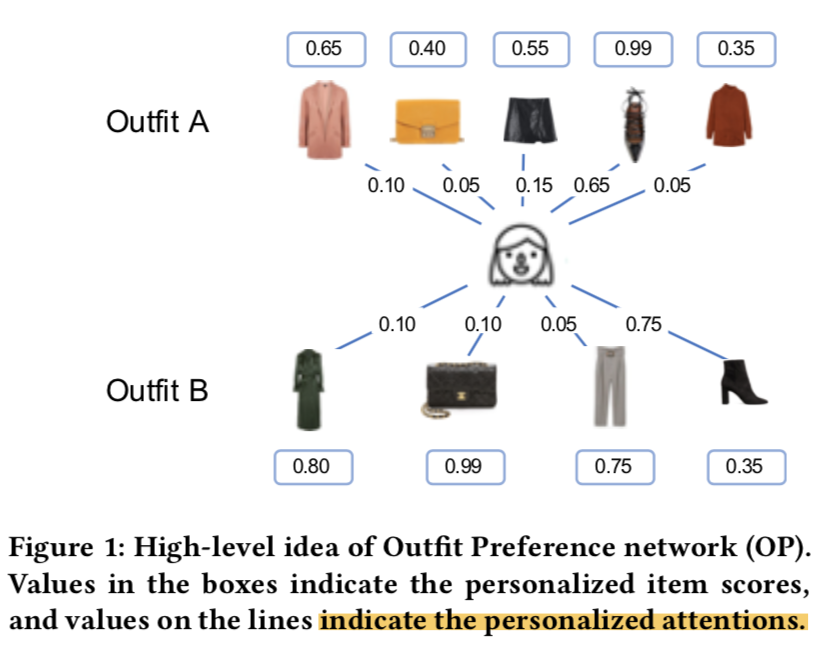 0.65 0.40 0.55 0.99 0.35
Outfit A
0.10 0.05 0.15 0.65 0.05
0.10 0.10 0.05 0.75
Outfit B
0.80 0.99 0.75 0.35
Figure 1: High-level idea of Outfit Preference network (OP).
Values in the boxes indicate the personalized item scores,
and values on the lines indicate the personalized attentions.